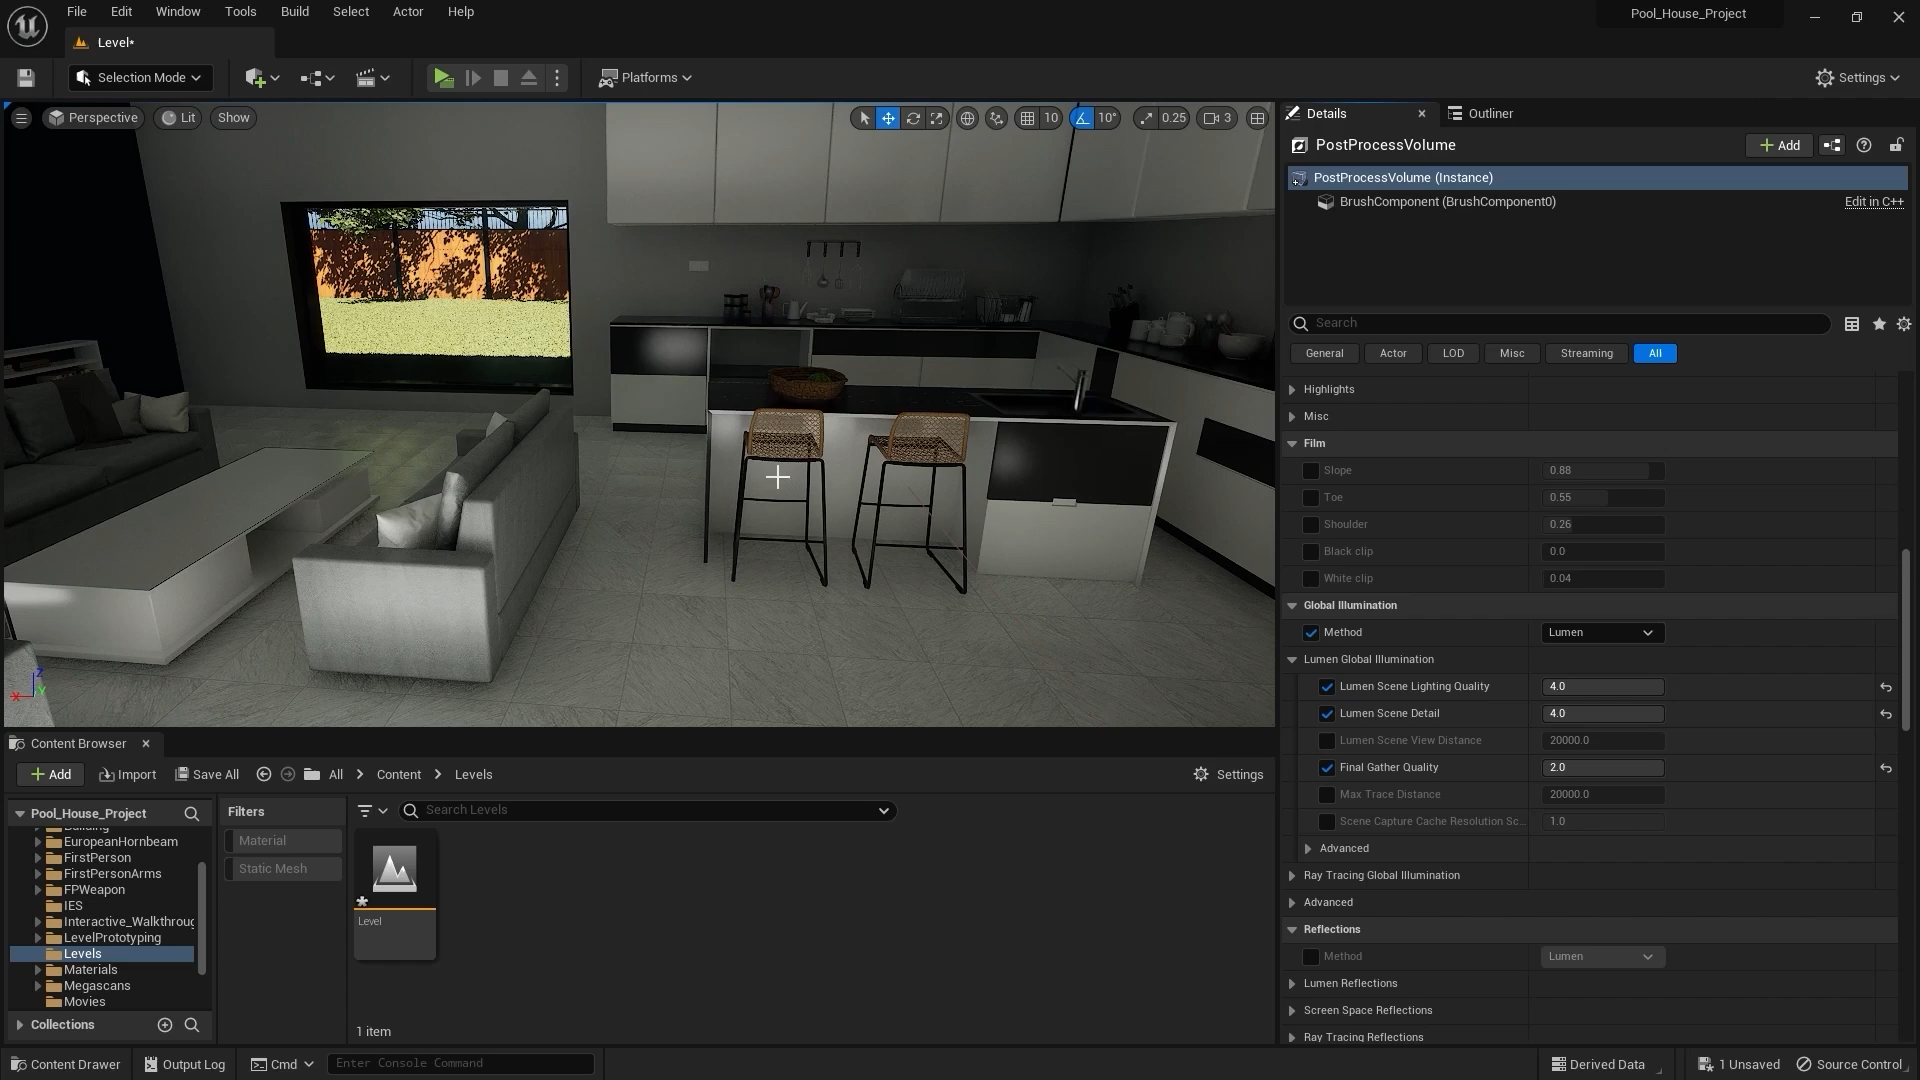 File Edit Window Tools Build Select Actor Help
Pool_House_Project
Level*
Selection Mode
Platforms
Settings
Perspective
Lit
Show
10
10°
0.25
3
Details
Outliner
PostProcessVolume
+ Add
PostProcessVolume (Instance)
BrushComponent (BrushComponent0)
Edit in C++
Search
General Actor LOD Misc Streaming All
Highlights
Misc
Film
Slope 0.88
Toe 0.55
Shoulder 0.26
Black clip 0.0
White clip 0.04
Global Illumination
Method Lumen
Lumen Global Illumination
Lumen Scene Lighting Quality 4.0
Lumen Scene Detail 4.0
Lumen Scene View Distance 20000.0
Final Gather Quality 2.0
Max Trace Distance 20000.0
Scene Capture Cache Resolution Sc... 1.0
Advanced
Ray Tracing Global Illumination
Advanced
Reflections
Method Lumen
Lumen Reflections
Screen Space Reflections
Ray Tracing Reflections
X Y Z
Content Browser
+ Add
Import
Save All
All > Content > Levels
Settings
Pool_House_Project
Building
EuropeanHornbeam
FirstPerson
FirstPersonArms
FPWeapon
IES
Interactive_Walkthroug
LevelPrototyping
Levels
Materials
Megascans
Movies
Collections
Filters
Material
Static Mesh
Search Levels
Level
1 item
Content Drawer
Output Log
Cmd
Enter Console Command
Derived Data
1 Unsaved
Source Control